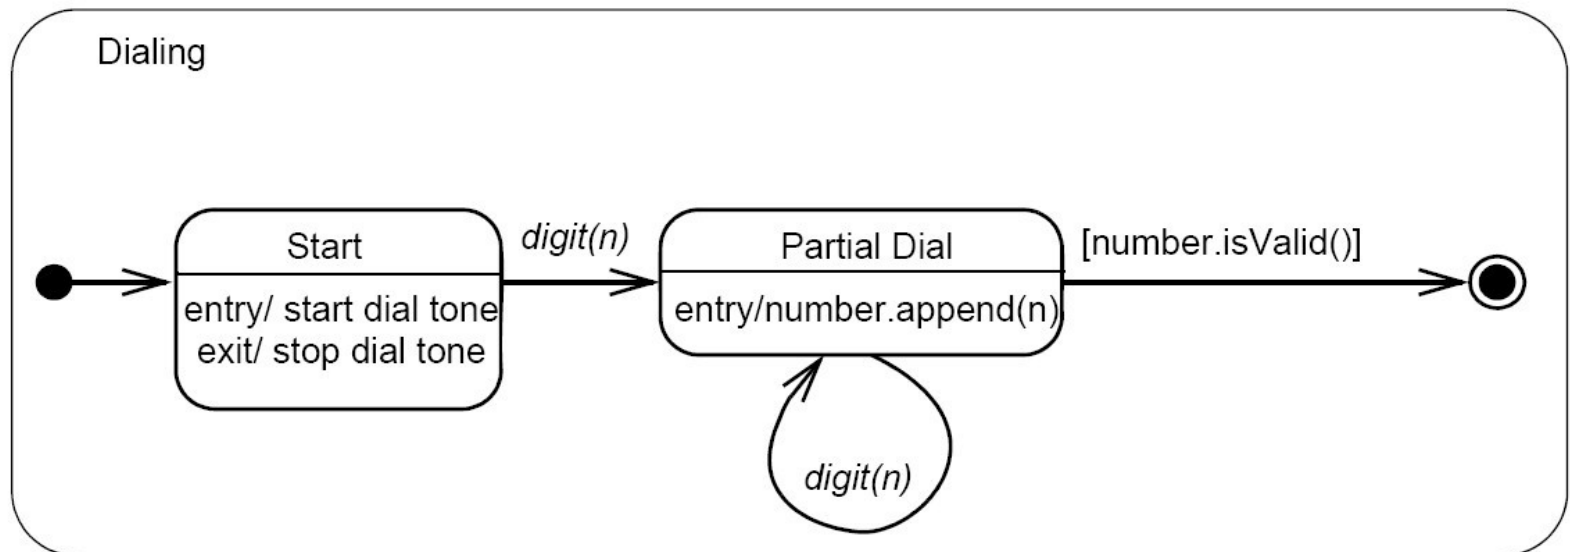 Dialing
Start
entry/ start dial tone
exit/ stop dial tone
digit(n)
Partial Dial
entry/number.append(n)
digit(n)
[number.isValid()]